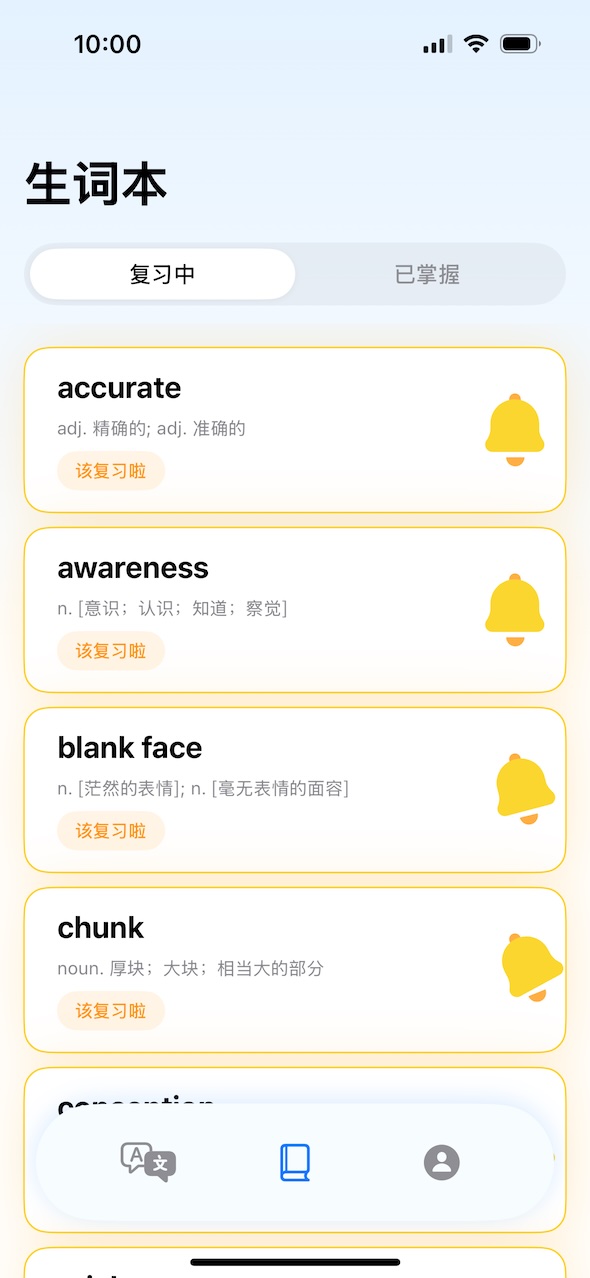 10:00
生词本
复习中
已掌握
accurate
adj. 精确的; adj. 准确的
该复习啦
awareness
n. [意识；认识；知道；察觉]
该复习啦
blank face
n. [茫然的表情]; n. [毫无表情的面容]
该复习啦
chunk
noun. 厚块；大块；相当大的部分
该复习啦
conception
A 文